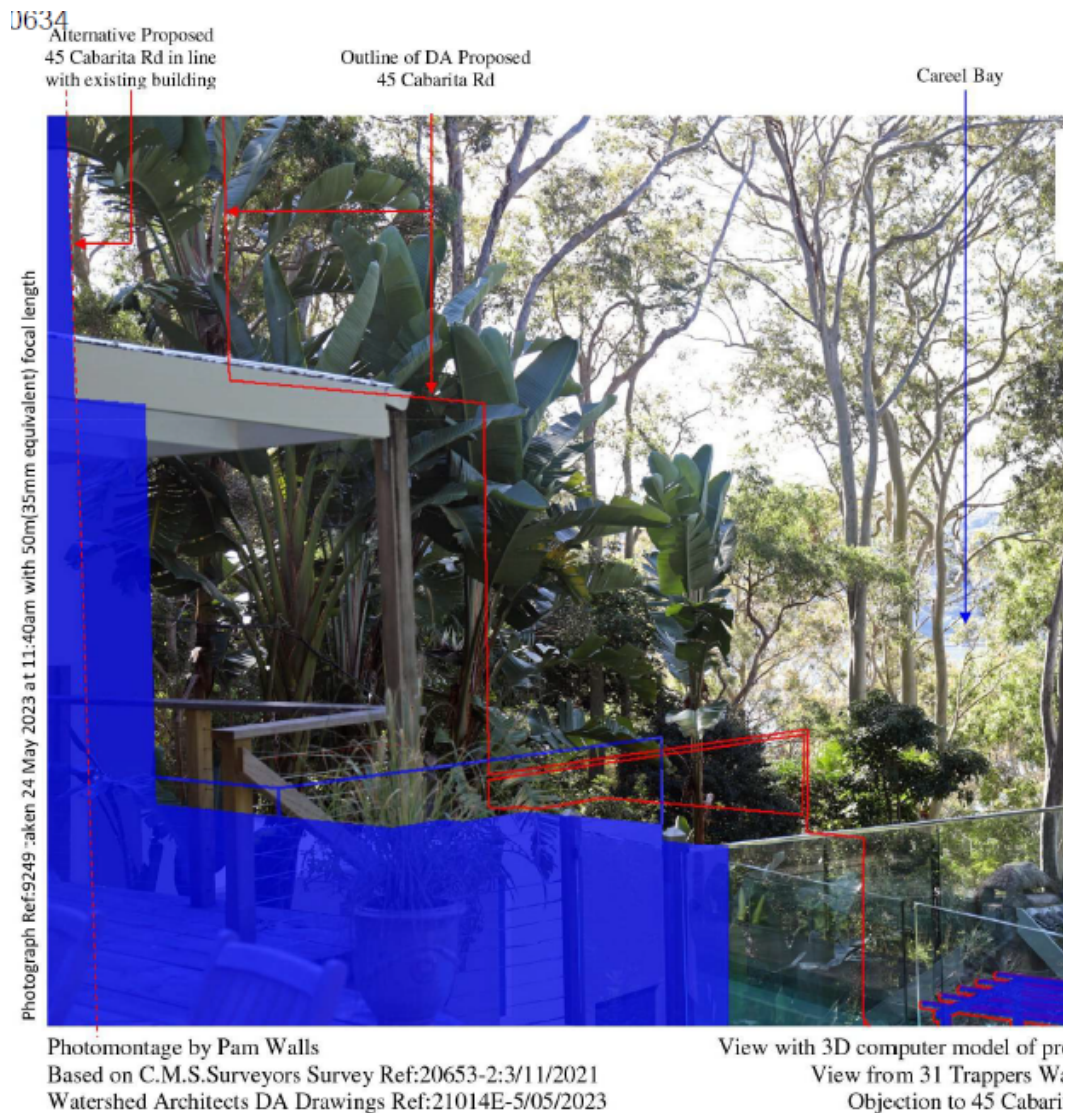 0634
Alternative Proposed
45 Cabarita Rd in line
with existing building
Outline of DA Proposed
45 Cabarita Rd
Careel Bay
Photograph Ref:9249 :aken 24 May 2023 at 11:40am with 50m(35mm equivalent) focal length
Photomontage by Pam Walls
Based on C.M.S.Surveyors Survey Ref:20653-2:3/11/2021
Watershed Architects DA Drawings Ref:21014E-5/05/2023
View with 3D computer model of pr
View from 31 Trappers Wa
Objection to 45 Cabari